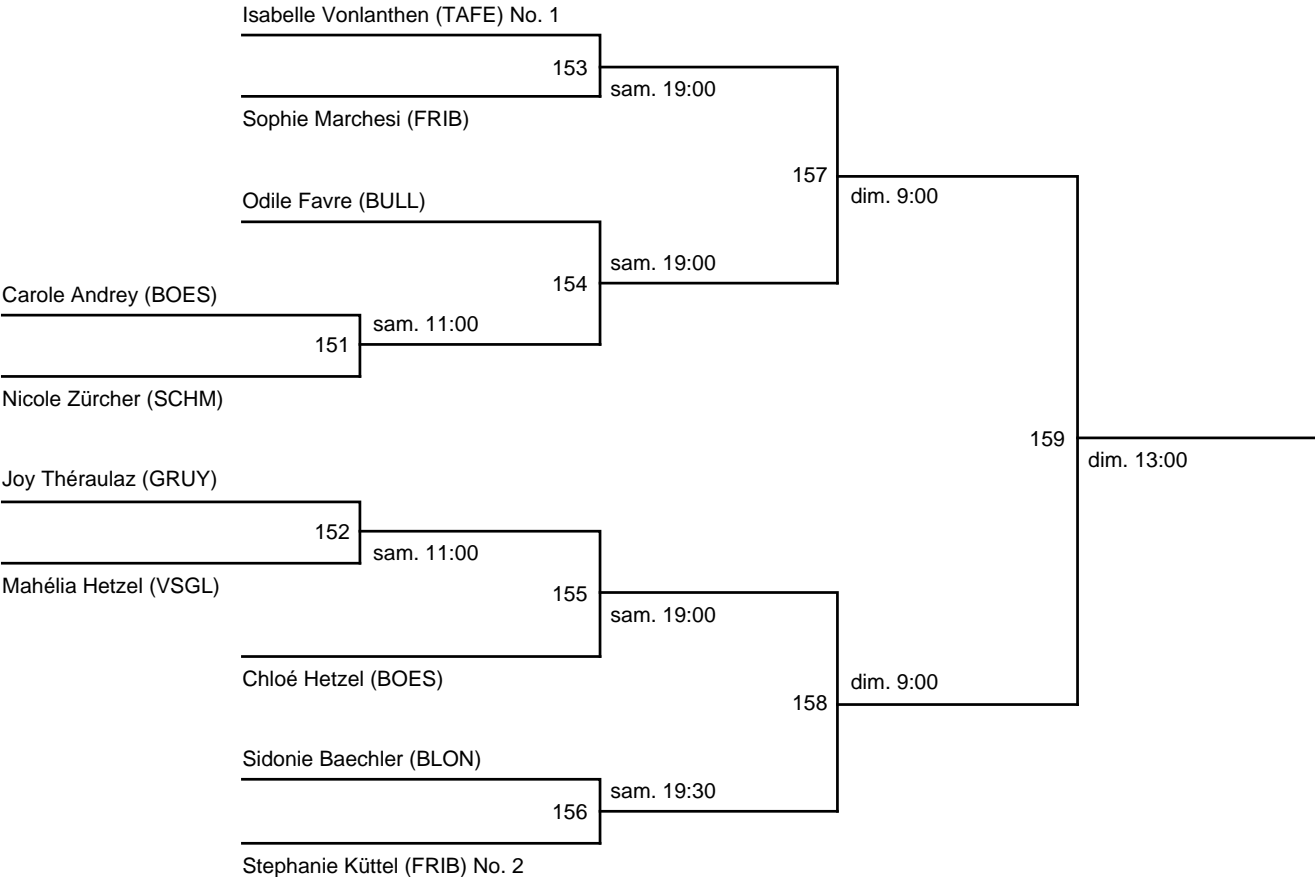 Isabelle Vonlanthen (TAFE) No. 1
153
sam. 19:00
Sophie Marchesi (FRIB)
157
dim. 9:00
Odile Favre (BULL)
sam. 19:00
154
Carole Andrey (BOES)
sam. 11:00
151
Nicole Zürcher (SCHM)
159
dim. 13:00
Joy Théraulaz (GRUY)
152
sam. 11:00
Mahélia Hetzel (VSGL)
155
sam. 19:00
Chloé Hetzel (BOES)
dim. 9:00
158
Sidonie Baechler (BLON)
sam. 19:30
156
Stephanie Küttel (FRIB) No. 2